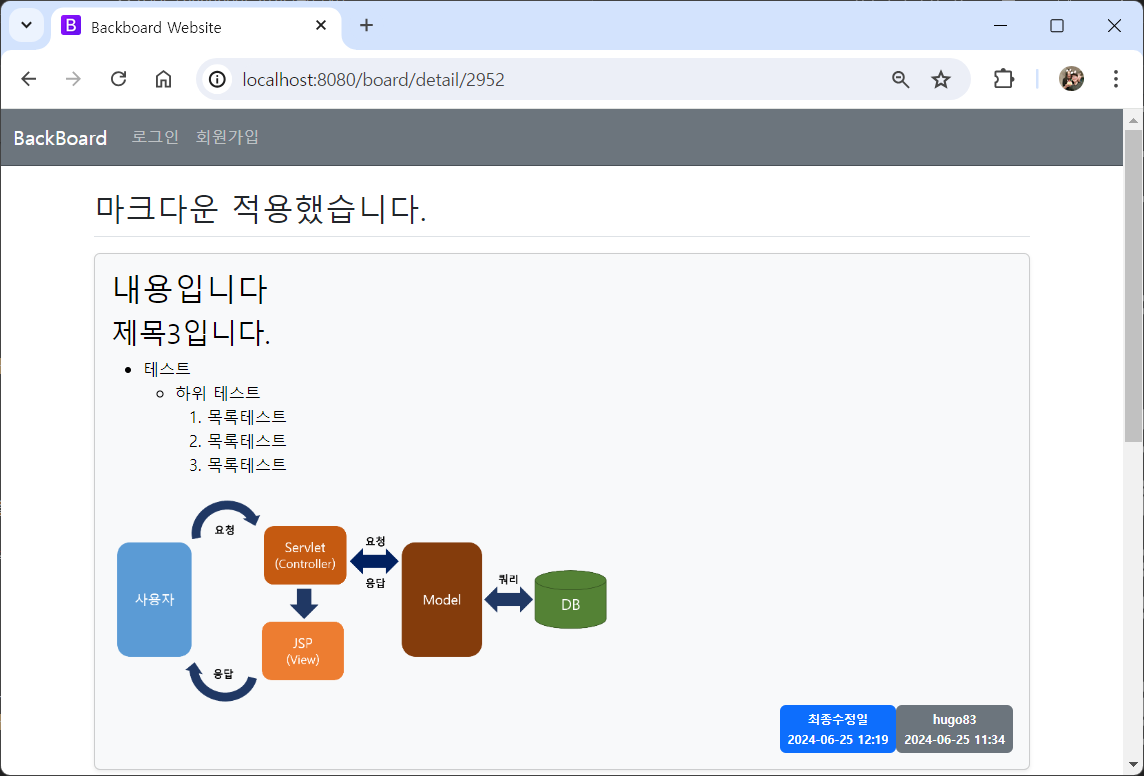 Backboard Website
localhost:8080/board/detail/2952
BackBoard 로그인 회원가입
마크다운 적용했습니다.
내용입니다
제목3입니다.
테스트
하위 테스트
1. 목록테스트
2. 목록테스트
3. 목록테스트
요청
Servlet
(Controller)
요청
응답
사용자
Model
쿼리
DB
JSP
(View)
응답
최종수정일
2024-06-25 12:19
hugo83
2024-06-25 11:34